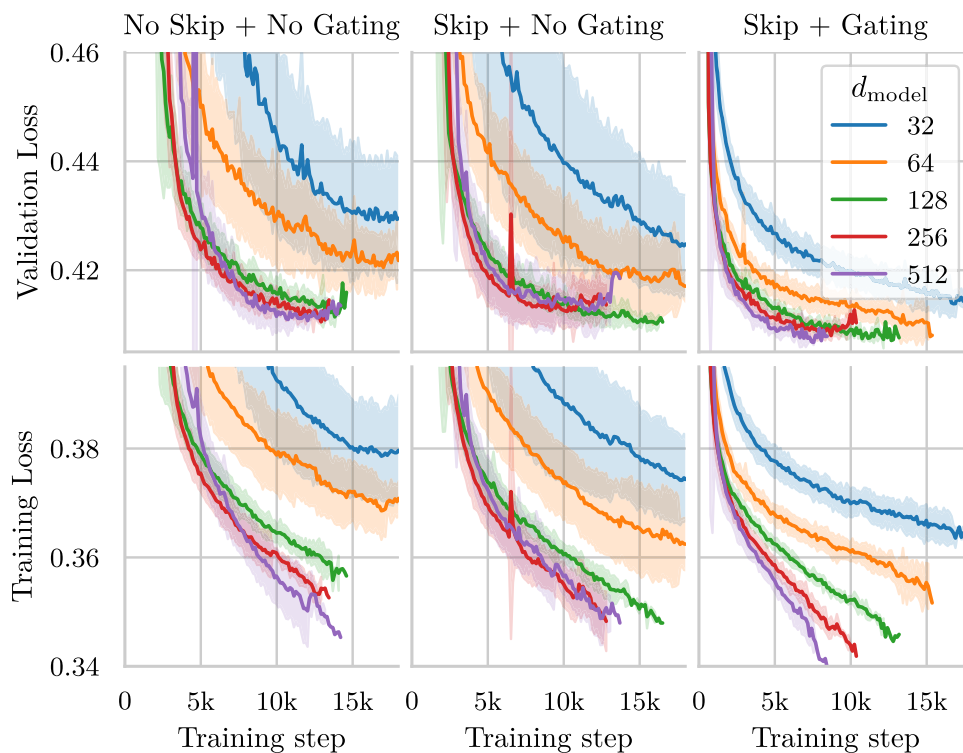 No Skip + No Gating
Skip + No Gating
Skip + Gating
Validation Loss
0.46
0.44
0.42
d_model
32
64
128
256
512
Training Loss
0.38
0.36
0.34
0
5k
10k
15k
0
5k
10k
15k
0
5k
10k
15k
Training step
Training step
Training step